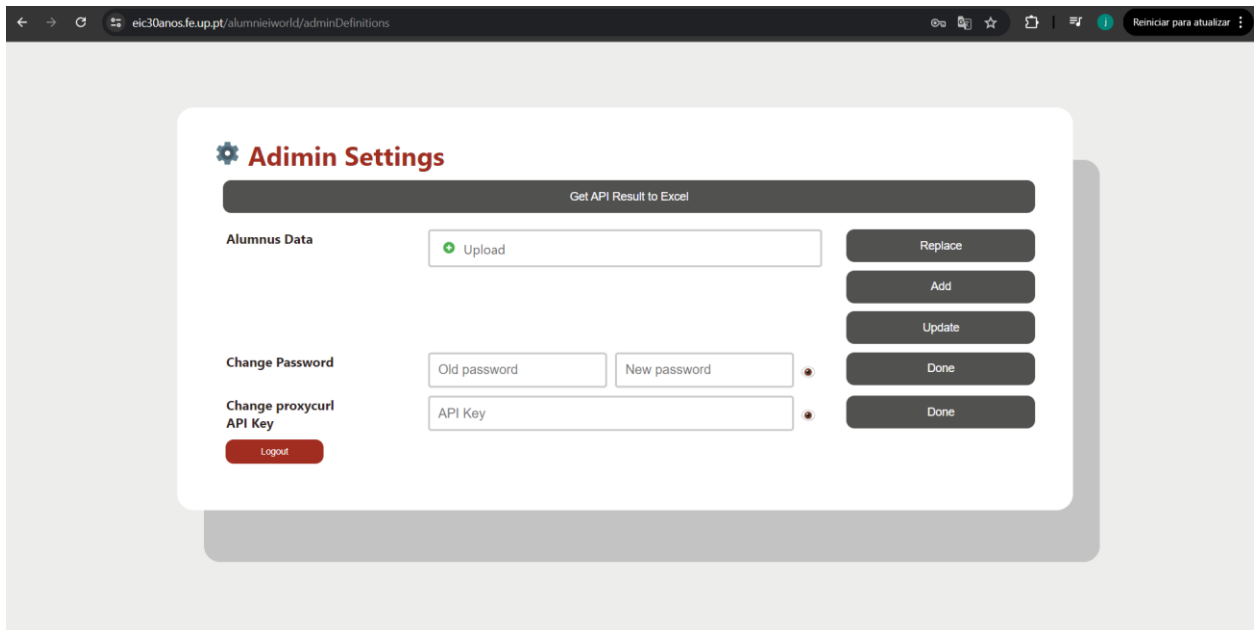 eic30anos.fe.up.pt/alumnieiworld/adminDefinitions
j
Reiniciar para atualizar
Adimin Settings
Get API Result to Excel
Alumnus Data
Upload
Replace
Add
Update
Change Password
Old password
New password
Done
Change proxycurl
API Key
API Key
Done
Logout